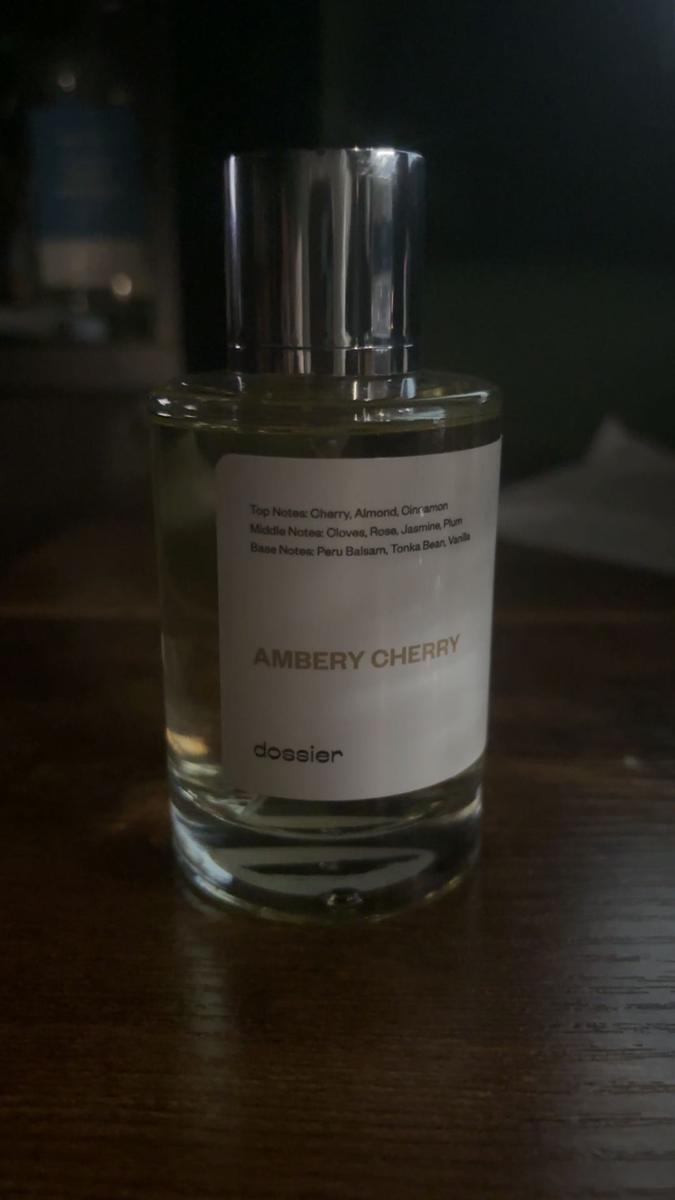 Top Notes: Cherry, Almond, Cinnamon
Middle Notes: Cloves, Rose, Jasmine, Plum
Base Notes: Peru Balsam, Tonka Bean, Vanilla
AMBERY CHERRY
dossier